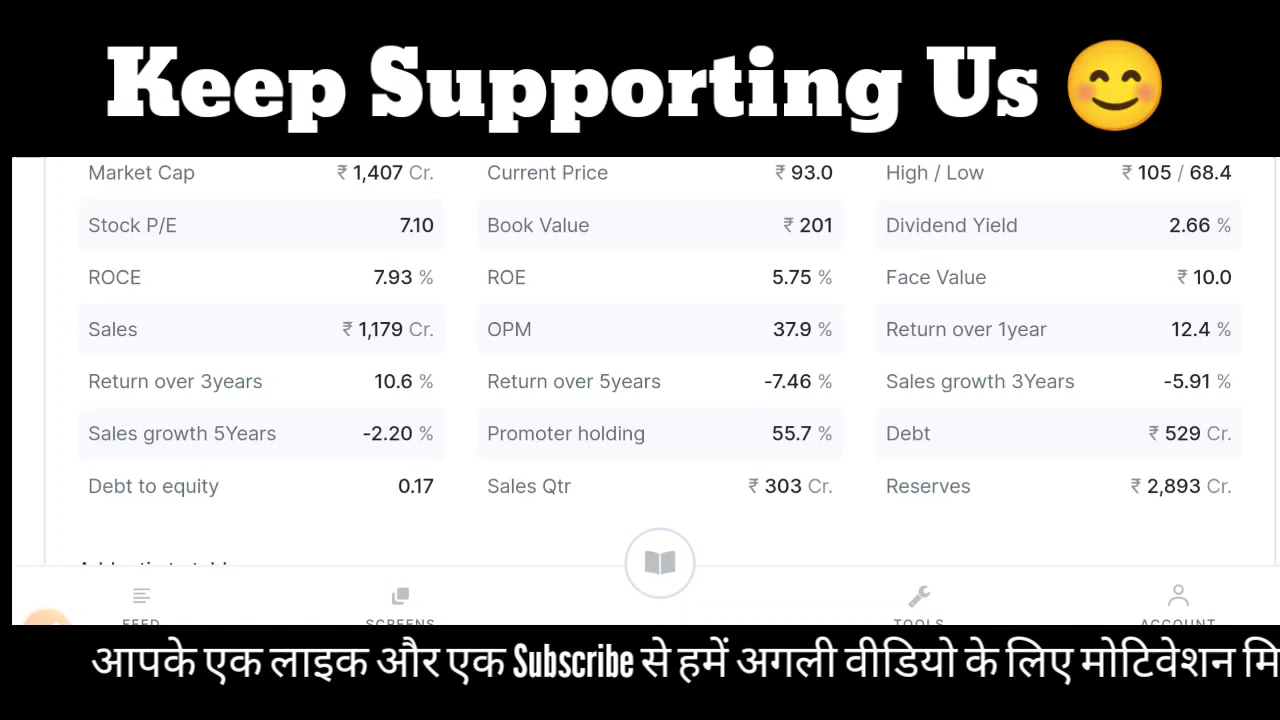 Keep Supporting Us 😊
Market Cap ₹ 1,407 Cr. Current Price ₹ 93.0 High / Low ₹ 105 / 68.4
Stock P/E 7.10 Book Value ₹ 201 Dividend Yield 2.66 %
ROCE 7.93 % ROE 5.75 % Face Value ₹ 10.0
Sales ₹ 1,179 Cr. OPM 37.9 % Return over 1year 12.4 %
Return over 3years 10.6 % Return over 5years -7.46 % Sales growth 3Years -5.91 %
Sales growth 5Years -2.20 % Promoter holding 55.7 % Debt ₹ 529 Cr.
Debt to equity 0.17 Sales Qtr ₹ 303 Cr. Reserves ₹ 2,893 Cr.
FEED SCREENS TOOLS ACCOUNT
आपके एक लाइक और एक Subscribe से हमें अगली वीडियो के लिए मोटिवेशन मि